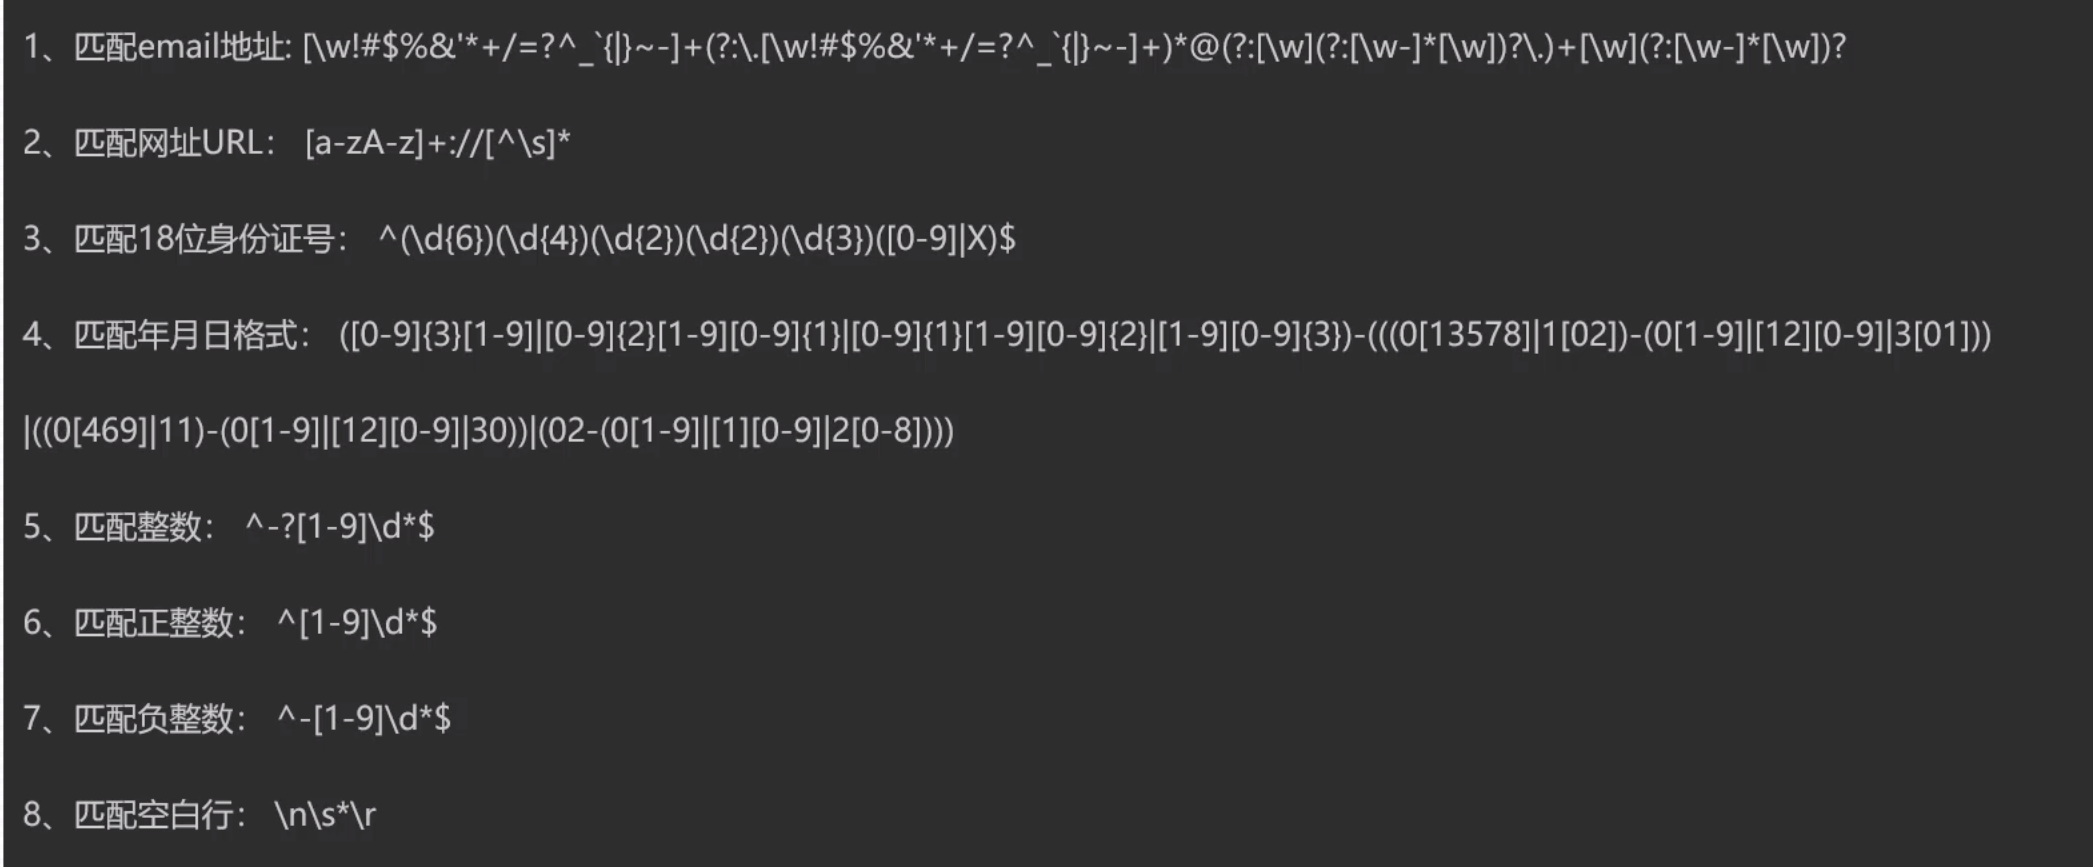 1、匹配email地址: [\w!#$%&'*+/=?^_`{|}~-]+(?:\.[\w!#$%&'*+/=?^_`{|}~-]+)*@(?:[\w](?:[\w-]*[\w])?\.)+[\w](?:[\w-]*[\w])?
2、匹配网址URL： [a-zA-z]+://[^\s]*
3、匹配18位身份证号： ^(\d{6})(\d{4})(\d{2})(\d{2})(\d{3})([0-9]|X)$
4、匹配年月日格式： ([0-9]{3}[1-9]|[0-9]{2}[1-9][0-9]{1}|[0-9]{1}[1-9][0-9]{2}|[1-9][0-9]{3})-(((0[13578]|1[02])-(0[1-9]|[12][0-9]|3[01]))
|((0[469]|11)-(0[1-9]|[12][0-9]|30))|(02-(0[1-9]|[1][0-9]|2[0-8])))
5、匹配整数： ^-?[1-9]\d*$
6、匹配正整数： ^[1-9]\d*$
7、匹配负整数： ^-[1-9]\d*$
8、匹配空白行： \n\s*\r